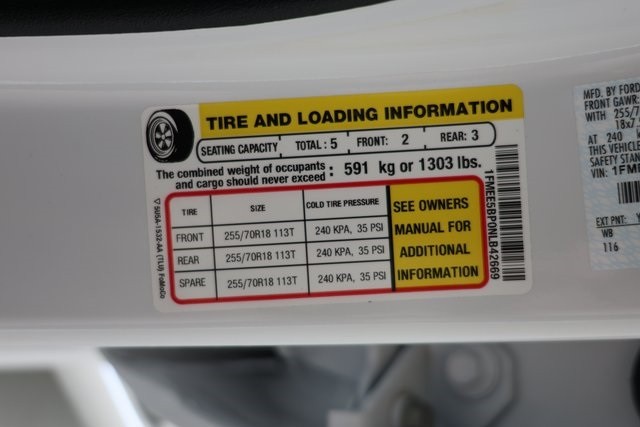 TIRE AND LOADING INFORMATION
SEATING CAPACITY TOTAL : 5 FRONT: 2 REAR: 3
The combined weight of occupants
and cargo should never exceed : 591 kg or 1303 lbs.
TIRE SIZE COLD TIRE PRESSURE
FRONT 255/70R18 113T 240 KPA, 35 PSI
REAR 255/70R18 113T 240 KPA, 35 PSI
SPARE 255/70R18 113T 240 KPA, 35 PSI
SEE OWNERS
MANUAL FOR
ADDITIONAL
INFORMATION
1FMEE5BP0NLB42669
MFD. BY FORD
FRONT GAWR:
WITH 255/7
18x7.
AT 240
THIS VEHICLE
SAFETY STAN
VIN: 1FME
EXT PNT:
WB
116